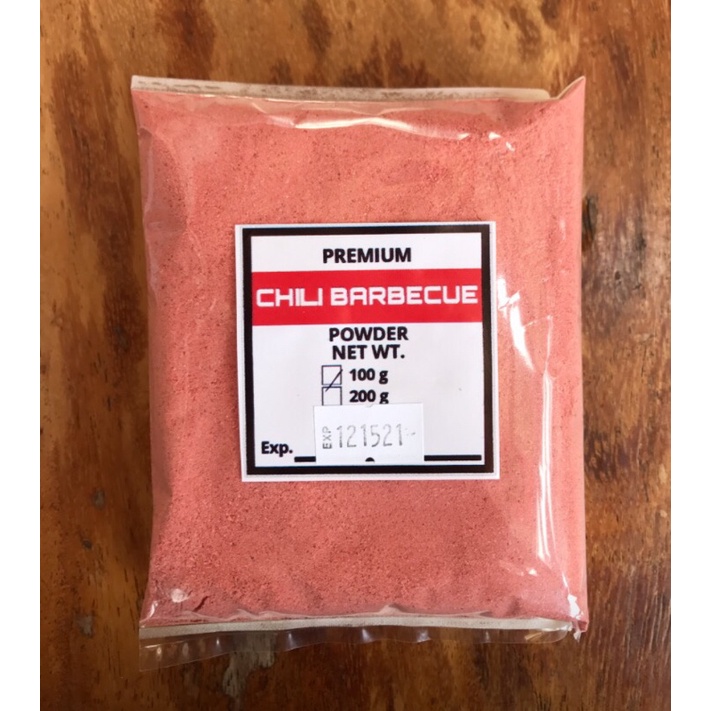 PREMIUM
CHILI BARBECUE
POWDER
NET WT.
100 g
200 g
EXP 121521
Exp.